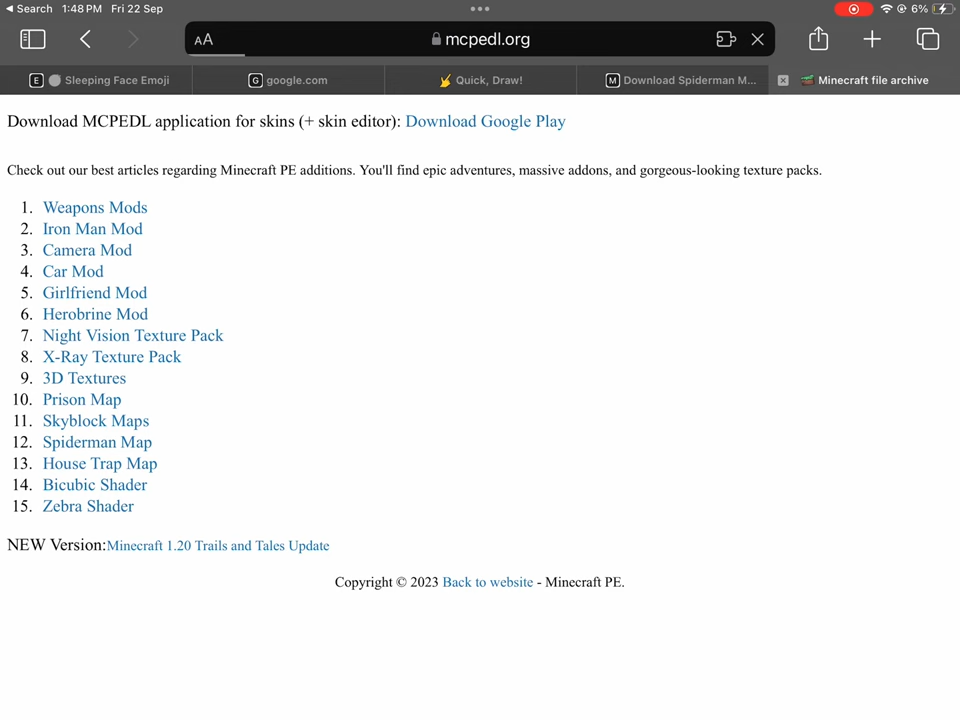 Search 1:48 PM Fri 22 Sep 6%
AA mcpedl.org
E Sleeping Face Emoji G google.com Quick, Draw! M Download Spiderman M... Minecraft file archive
Download MCPEDL application for skins (+ skin editor): Download Google Play
Check out our best articles regarding Minecraft PE additions. You'll find epic adventures, massive addons, and gorgeous-looking texture packs.
1. Weapons Mods
2. Iron Man Mod
3. Camera Mod
4. Car Mod
5. Girlfriend Mod
6. Herobrine Mod
7. Night Vision Texture Pack
8. X-Ray Texture Pack
9. 3D Textures
10. Prison Map
11. Skyblock Maps
12. Spiderman Map
13. House Trap Map
14. Bicubic Shader
15. Zebra Shader
NEW Version:Minecraft 1.20 Trails and Tales Update
Copyright © 2023 Back to website - Minecraft PE.